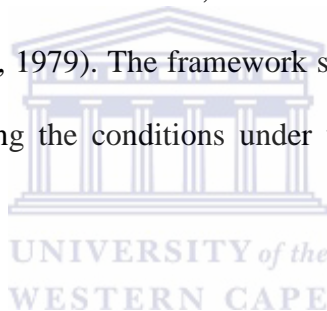 , 1979). The framework s
ng the conditions under
UNIVERSITY of the
WESTERN CAPE